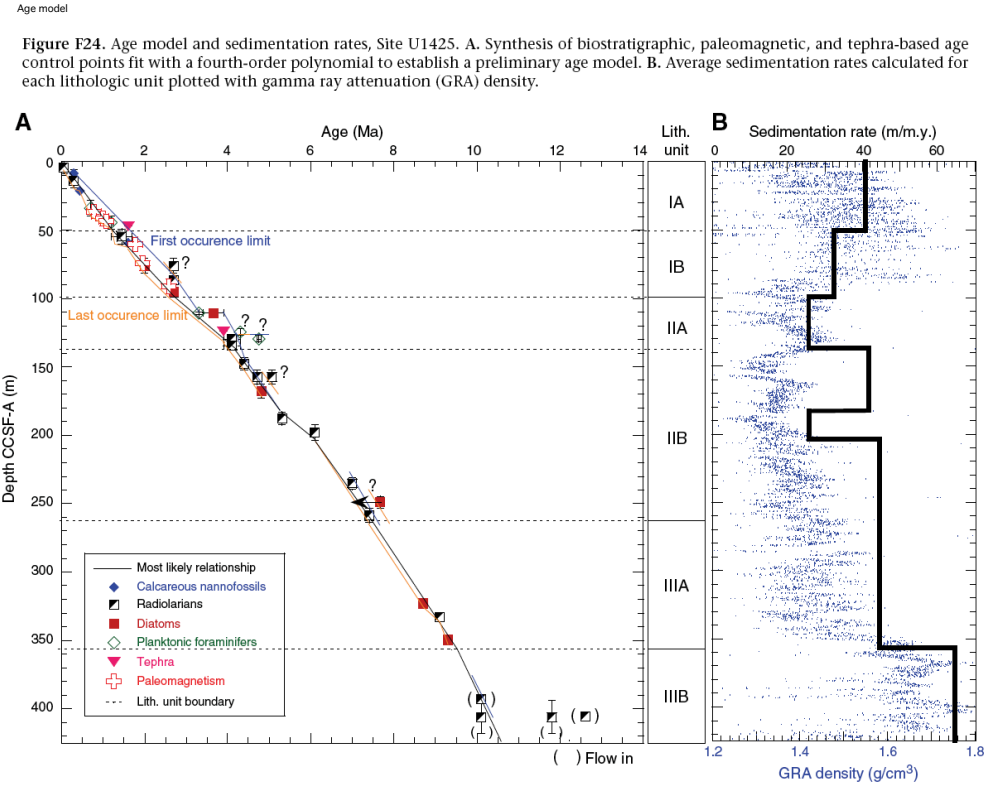 Age model
Figure F24. Age model and sedimentation rates, Site U1425. A. Synthesis of biostratigraphic, paleomagnetic, and tephra-based age
control points fit with a fourth-order polynomial to establish a preliminary age model. B. Average sedimentation rates calculated for
each lithologic unit plotted with gamma ray attenuation (GRA) density.
A
Age (Ma)
0 2 4 6 8 10 12 14
Lith.
unit
B
Sedimentation rate (m/m.y.)
0 20 40 60
Depth CCSF-A (m)
0
50
100
150
200
250
300
350
400
First occurence limit
Last occurence limit
?
?
?
?
?
IA
IB
IIA
IIB
IIIA
IIIB
Most likely relationship
Calcareous nannofossils
Radiolarians
Diatoms
Planktonic foraminifers
Tephra
Paleomagnetism
Lith. unit boundary
( )
( )
( )
( )
( ) Flow in
1.2 1.4 1.6 1.8
GRA density (g/cm³)